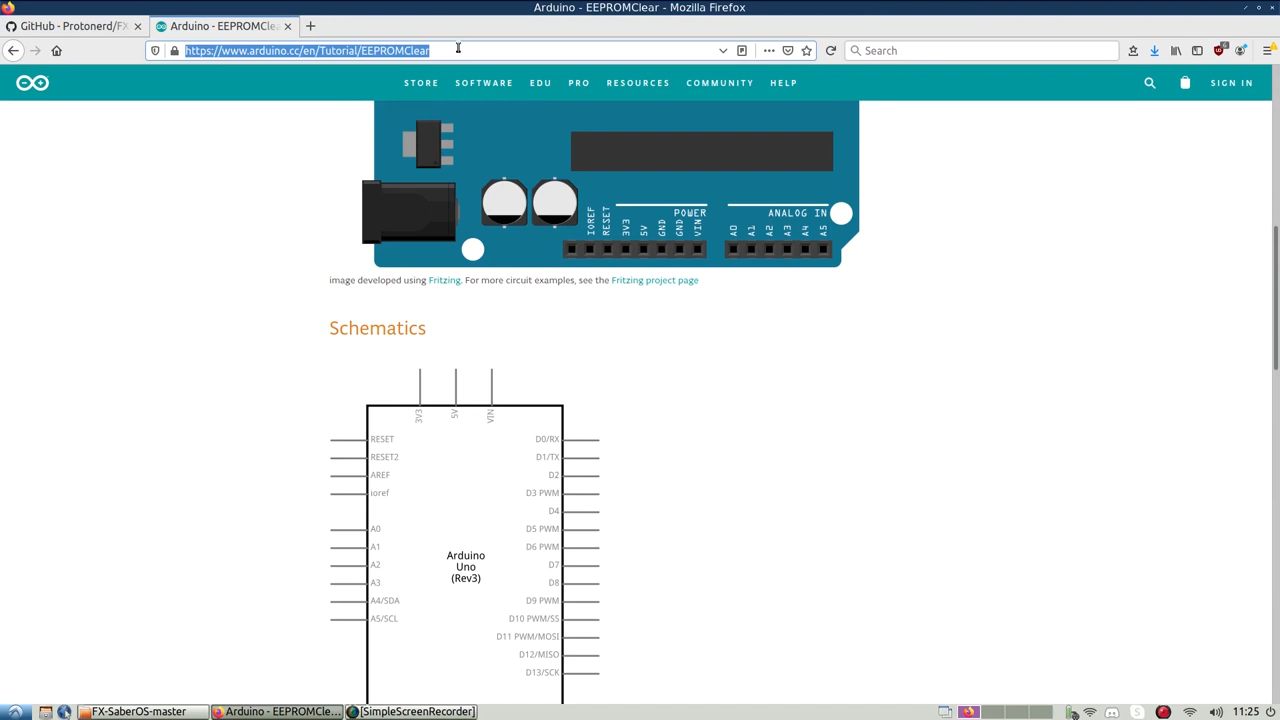 Arduino - EEPROMClear - Mozilla Firefox
GitHub - Protonerd/FX
Arduino - EEPROMClea
https://www.arduino.cc/en/Tutorial/EEPROMClear
Search
STORE SOFTWARE EDU PRO RESOURCES COMMUNITY HELP
SIGN IN
IOREF
RESET
3V3
5V
GND
GND
VIN
POWER
ANALOG IN
A0
A1
A2
A3
A4
A5
image developed using Fritzing. For more circuit examples, see the Fritzing project page
Schematics
3V3
5V
VIN
RESET D0/RX
RESET2 D1/TX
AREF D2
ioref D3 PWM
D4
A0 D5 PWM
A1 D6 PWM
Arduino
Uno
(Rev3)
A2 D7
A3 D8
A4/SDA D9 PWM
A5/SCL D10 PWM/SS
D11 PWM/MOSI
D12/MISO
D13/SCK
FX-SaberOS-master
Arduino - EEPROMCle...
[SimpleScreenRecorder]
11:25